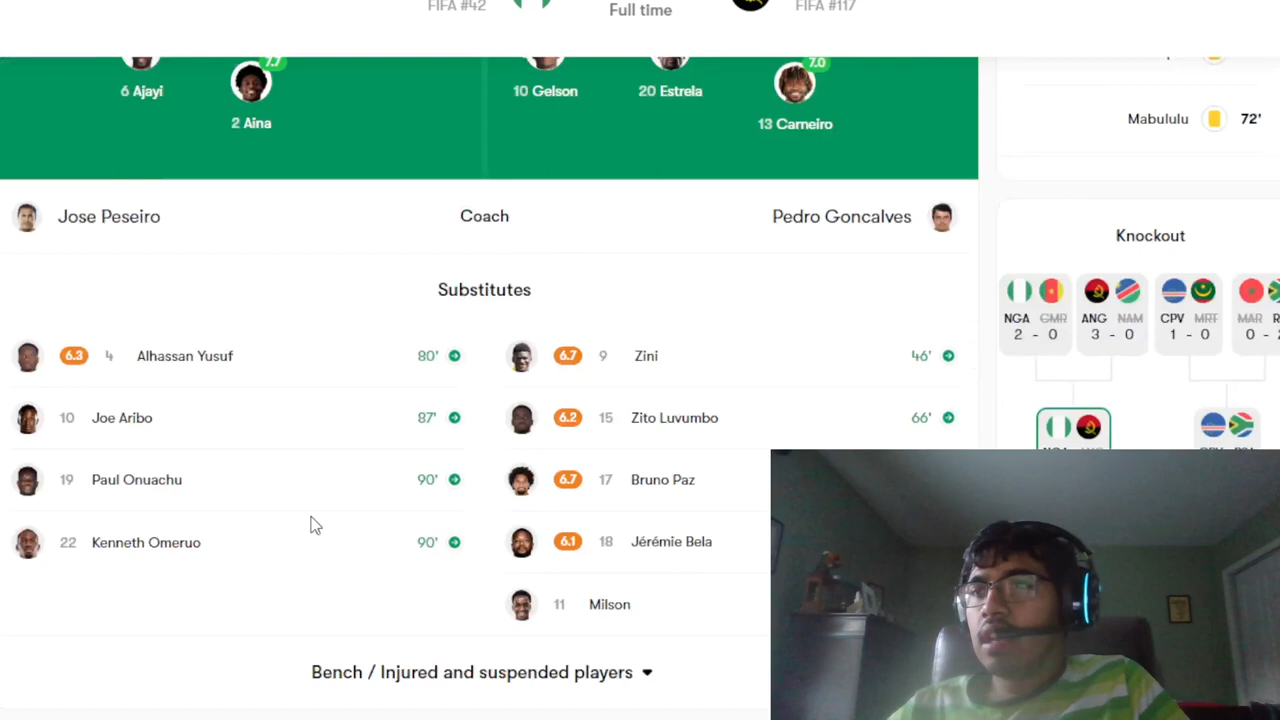 FIFA #42 Full time FIFA #117
7.7 7.0
6 Ajayi 10 Gelson 20 Estrela
2 Aina 13 Carneiro
Mabululu 72'
Jose Peseiro Coach Pedro Goncalves
Knockout
Substitutes
NGA GMR ANG NAM CPV MRT MAR R
2 - 0 3 - 0 1 - 0 0 - 2
6.3 4 Alhassan Yusuf 80' 6.7 9 Zini 46'
10 Joe Aribo 87' 6.2 15 Zito Luvumbo 66'
19 Paul Onuachu 90' 6.7 17 Bruno Paz
22 Kenneth Omeruo 90' 6.1 18 Jérémie Bela
11 Milson
Bench / Injured and suspended players